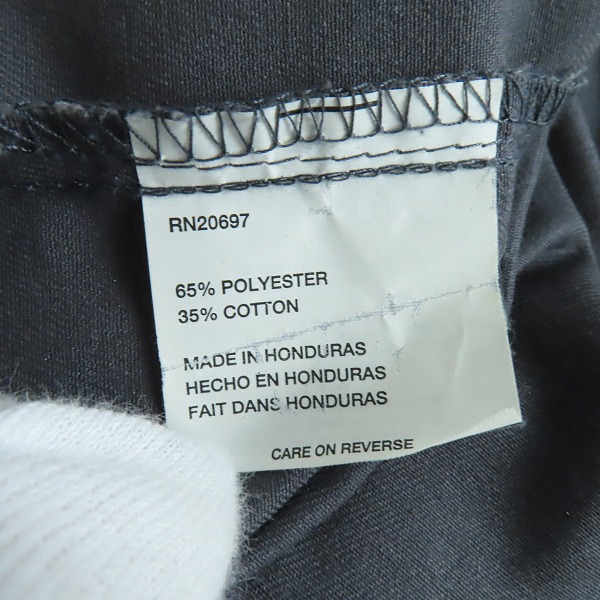 RN20697
65% POLYESTER
35% COTTON
MADE IN HONDURAS
HECHO EN HONDURAS
FAIT DANS HONDURAS
CARE ON REVERSE